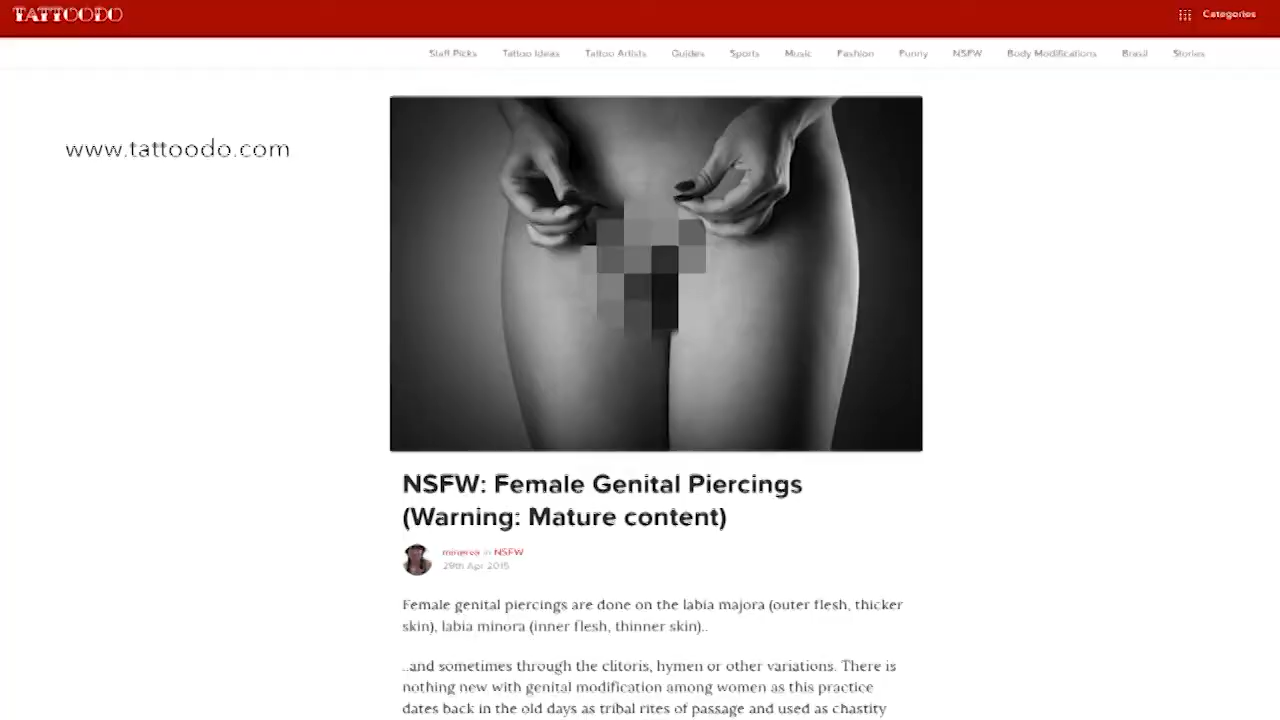 TATTOODO
Categories
Staff Picks Tattoo Ideas Tattoo Artists Guides Sports Music Fashion Funny NSFW Body Modifications Brasil Stories
www.tattoodo.com
NSFW: Female Genital Piercings
(Warning: Mature content)
minerva in NSFW
29th Apr 2015
Female genital piercings are done on the labia majora (outer flesh, thicker
skin), labia minora (inner flesh, thinner skin)..
..and sometimes through the clitoris, hymen or other variations. There is
nothing new with genital modification among women as this practice
dates back in the old days as tribal rites of passage and used as chastity